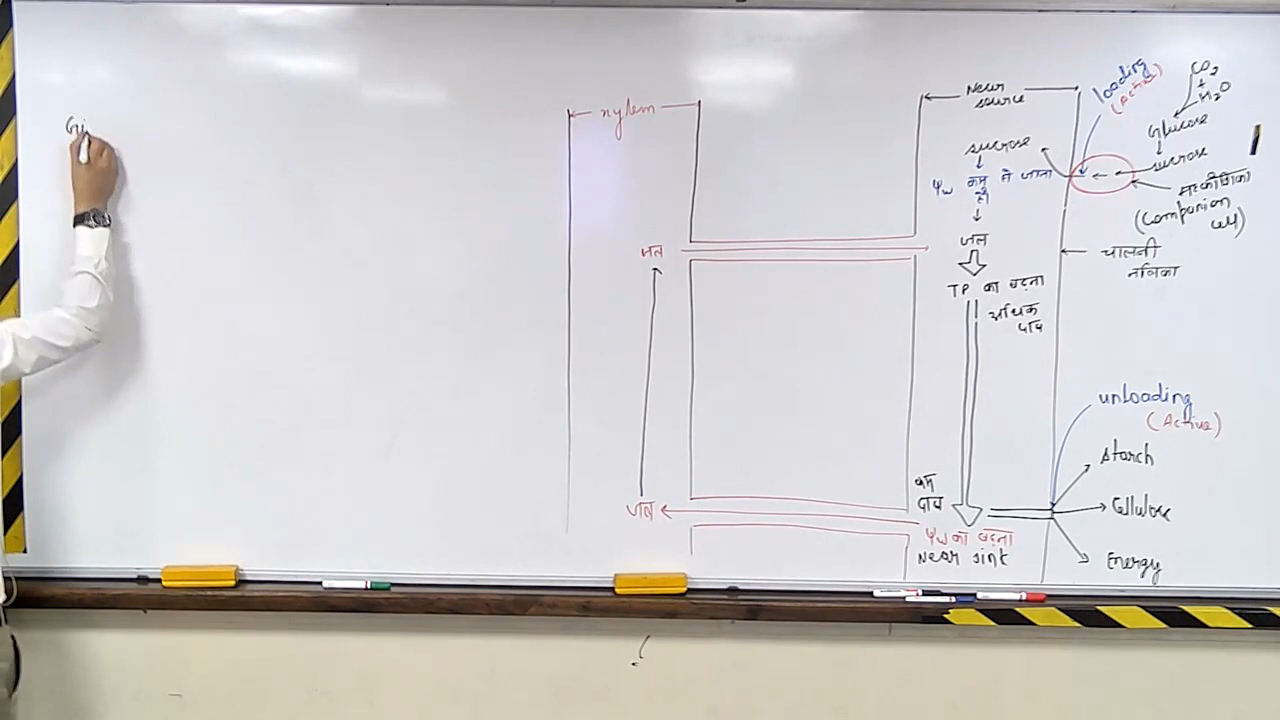 xylem
Near
source
loading
(Active)
CO2
+
H2O
Glucose
sucrose
sucrose
ψw कम हो जाना
जल
जल
(Companion
cell)
चालनी
नलिका
TP का बढ़ना
अधिक
दाब
unloading
(Active)
Starch
Cellulose
Energy
कम
दाब
जल
ψw का बढ़ना
Near sink